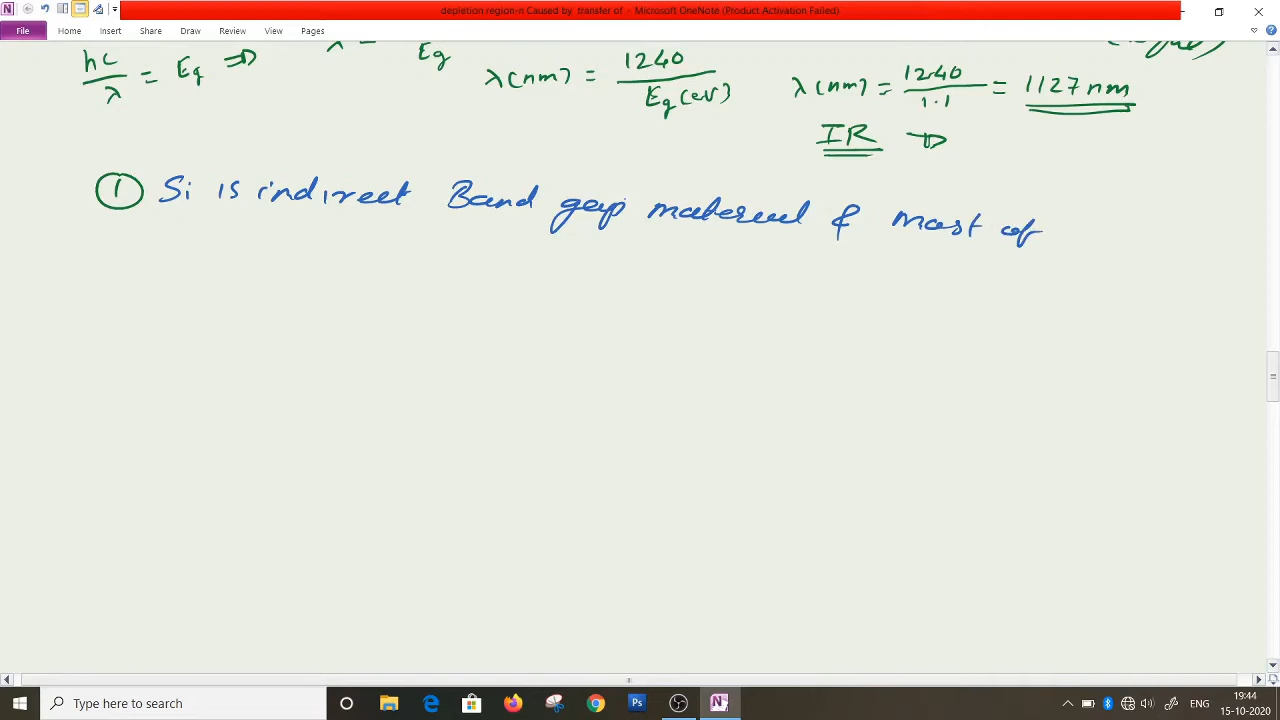 depletion region-n Caused by transfer of - Microsoft OneNote (Product Activation Failed)
File Home Insert Share Draw Review View Pages
hc / λ = Eg ⇒
λ = Eg
λ(nm) = 1240 / Eg(eV)
λ(nm) = 1240 / 1.1 = 1127 nm
IR ⇒
① Si is indirect Band gap material & most of
Type here to search
ENG
19:44
15-10-2020